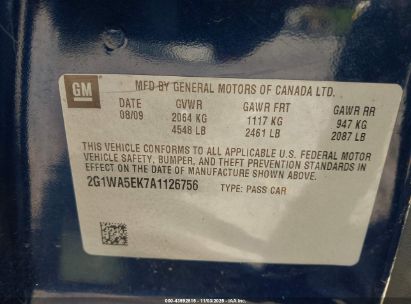 GM
MFD BY GENERAL MOTORS OF CANADA LTD.
DATE GVWR GAWR FRT GAWR RR
08/09 2064 KG 1117 KG 947 KG
4548 LB 2461 LB 2087 LB
THIS VEHICLE CONFORMS TO ALL APPLICABLE U.S. FEDERAL MOTOR
VEHICLE SAFETY, BUMPER, AND THEFT PREVENTION STANDARDS
IN EFFECT ON THE DATE OF MANUFACTURE SHOWN ABOVE.
2G1WA5EK7A1126756 TYPE: PASS CAR